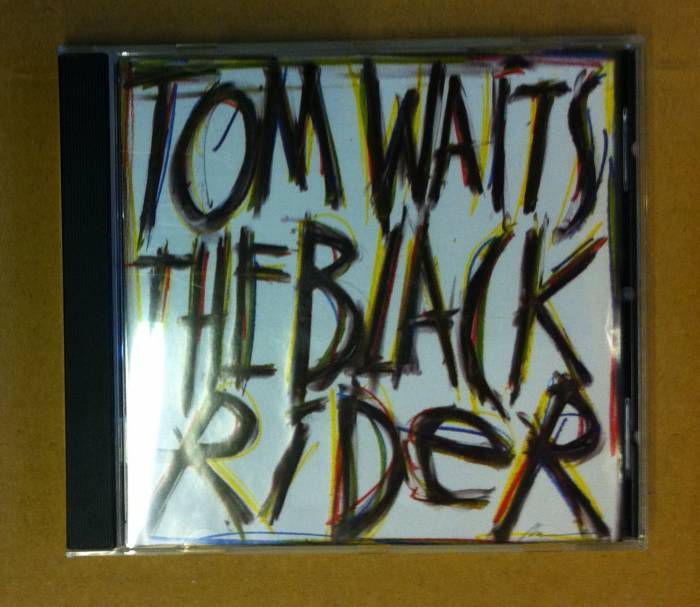 TOM WAITS
THE BLACK
RiDeR